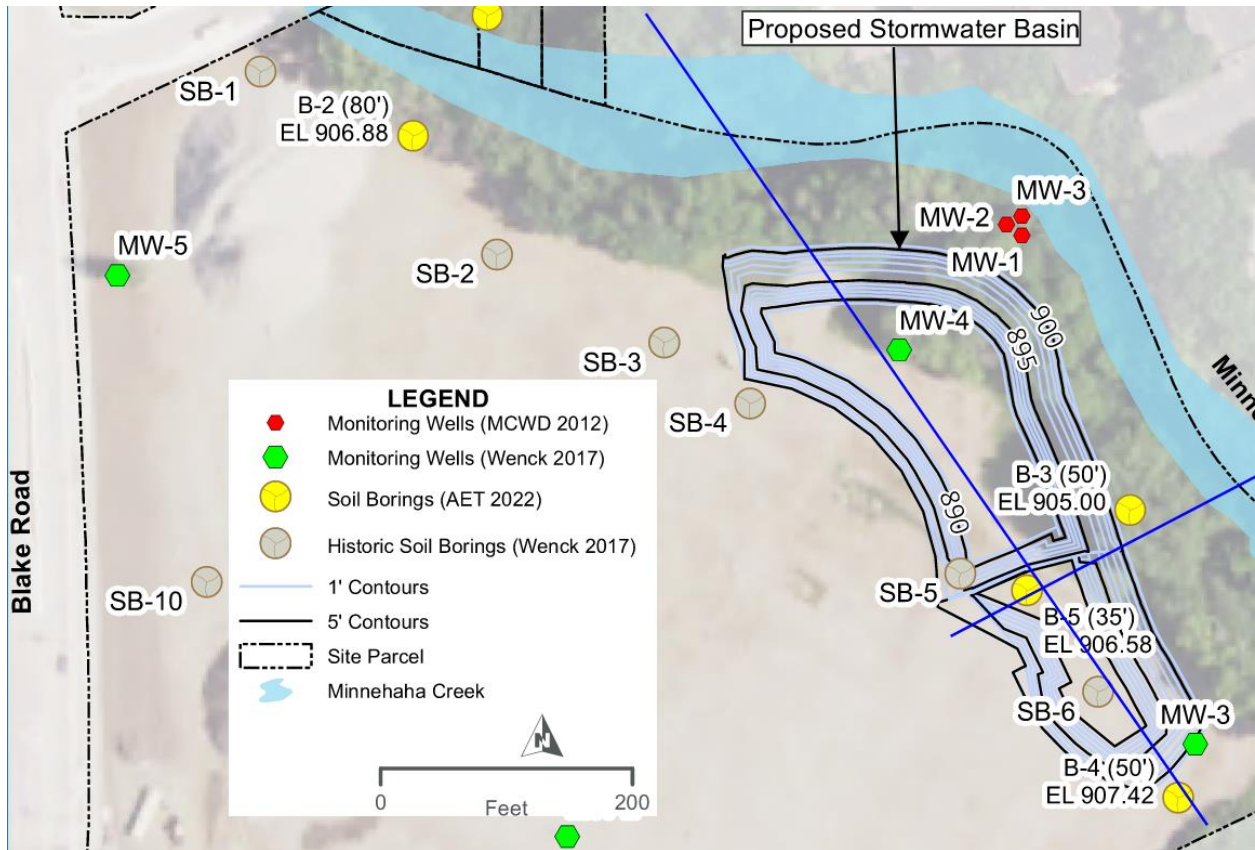 Proposed Stormwater Basin
SB-1
B-2 (80')
EL 906.88
MW-3
MW-2
MW-1
MW-5
SB-2
900
MW-4
895
SB-3
SB-4
Minne
LEGEND
Monitoring Wells (MCWD 2012)
Monitoring Wells (Wenck 2017)
Soil Borings (AET 2022)
Historic Soil Borings (Wenck 2017)
1' Contours
5' Contours
Site Parcel
Minnehaha Creek
N
0
200
Feet
Blake Road
SB-10
B-3 (50')
EL 905.00
890
SB-5
B-5 (35')
EL 906.58
SB-6
MW-3
B-4 (50')
EL 907.42